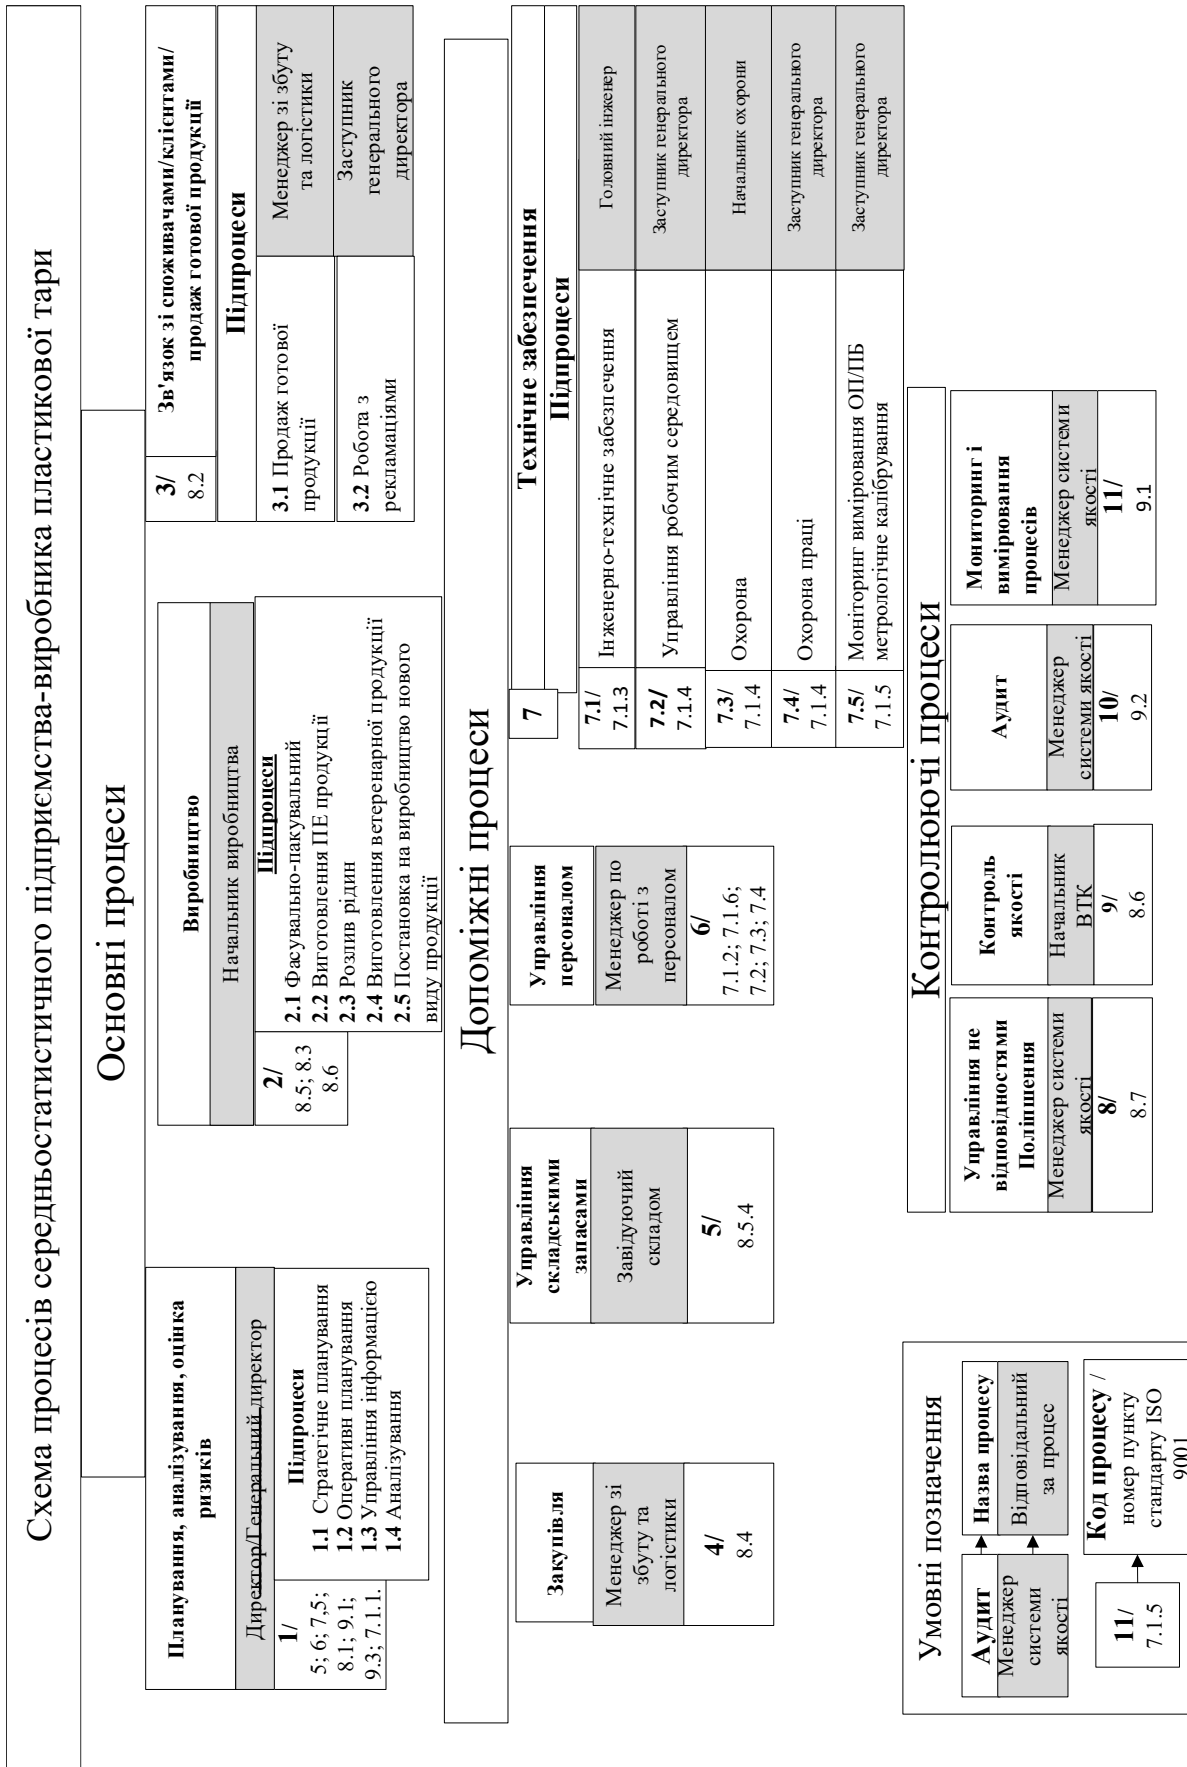 Схема процесів середньостатистичного підприємства-виробника пластикової тари
Основні процеси
Планування, аналізування, оцінка
ризиків
Директор/Генеральний директор
1/
5; 6; 7,5;
8.1; 9.1;
9.3; 7.1.1.
Підпроцеси
1.1 Стратегічне планування
1.2 Оперативн планування
1.3 Управління інформацією
1.4 Аналізування
Виробництво
Начальник виробництва
2/
8.5; 8.3
8.6
Підпроцеси
2.1 Фасувально-пакувальний
2.2 Виготовлення ПЕ продукції
2.3 Розлив рідин
2.4 Виготовлення ветеренарної продукції
2.5 Постановка на виробництво нового
виду продукції
3/
8.2
Зв'язок зі споживачами/клієнтами/
продаж готової продукції
Підпроцеси
3.1 Продаж готової
продукції
Менеджер зі збуту
та логістики
3.2 Робота з
рекламаціями
Заступник
генерального
директора
Допоміжні процеси
Закупівля
Менеджер зі
збуту та
логістики
4/
8.4
Управління
складськими
запасами
Завідуючий
складом
5/
8.5.4
Управління
персоналом
Менеджер по
роботі з
персоналом
6/
7.1.2; 7.1.6;
7.2; 7.3; 7.4
7
Технічне забезпечення
Підпроцеси
7.1/
7.1.3
Інженерно-технічне забезпечення
Головний інженер
7.2/
7.1.4
Управління робочим середовищем
Заступник генерального
директора
7.3/
7.1.4
Охорона
Начальник охорони
7.4/
7.1.4
Охорона праці
Заступник генерального
директора
7.5/
7.1.5
Моніторинг вимірювання ОП/ПБ
метрологічне калібрування
Заступник генерального
директора
Контролюючі процеси
Управління не
відповідностями
Поліпшення
Менеджер системи
якості
8/
8.7
Контроль
якості
Начальник
ВТК
9/
8.6
Аудит
Менеджер
системи якості
10/
9.2
Мониторинг і
вимірювання
процесів
Менеджер системи
якості
11/
9.1
Умовні позначення
Аудит
Менеджер
системи
якості
Назва процесу
Відповідальний
за процес
11/
7.1.5
Код процесу /
номер пункту
стандарту ISO
9001